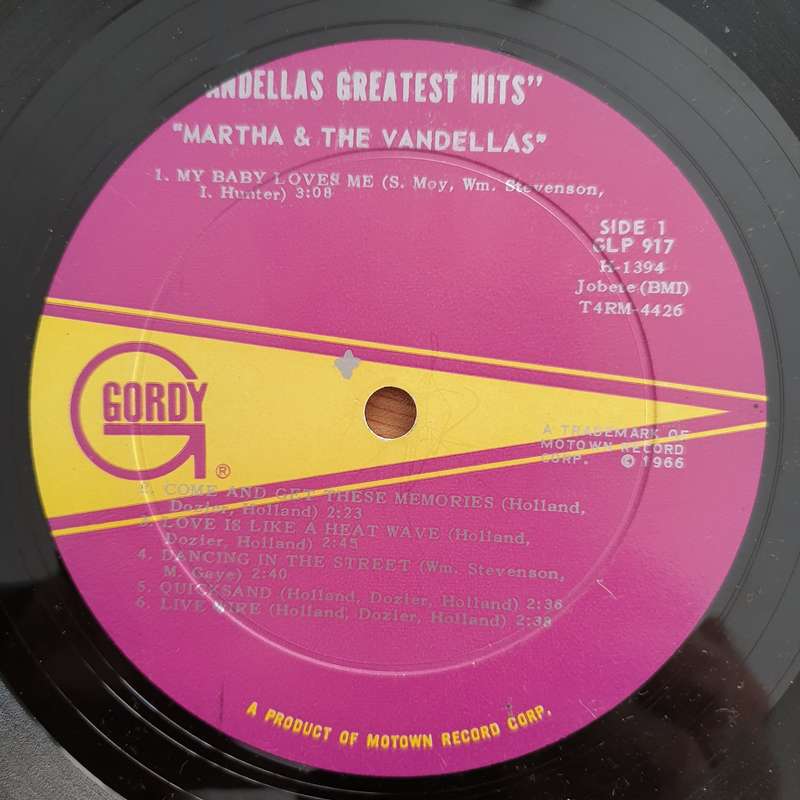 ANDELLAS GREATEST HITS"
"MARTHA & THE VANDELLAS"
1. MY BABY LOVES ME (S. Moy, Wm. Stevenson,
I. Hunter) 3:08
SIDE 1
GLP 917
H-1394
Jobete (BMI)
T4RM-4426
GORDY
®
A TRADEMARK OF
MOTOWN RECORD
CORP. © 1966
2. COME AND GET THESE MEMORIES (Holland,
Dozier, Holland) 2:23
3. LOVE IS LIKE A HEAT WAVE (Holland,
Dozier, Holland) 2:45
4. DANCING IN THE STREET (Wm. Stevenson,
M. Gaye) 2:40
5. QUICKSAND (Holland, Dozier, Holland) 2:36
6. LIVE WIRE (Holland, Dozier, Holland) 2:38
A PRODUCT OF MOTOWN RECORD CORP.